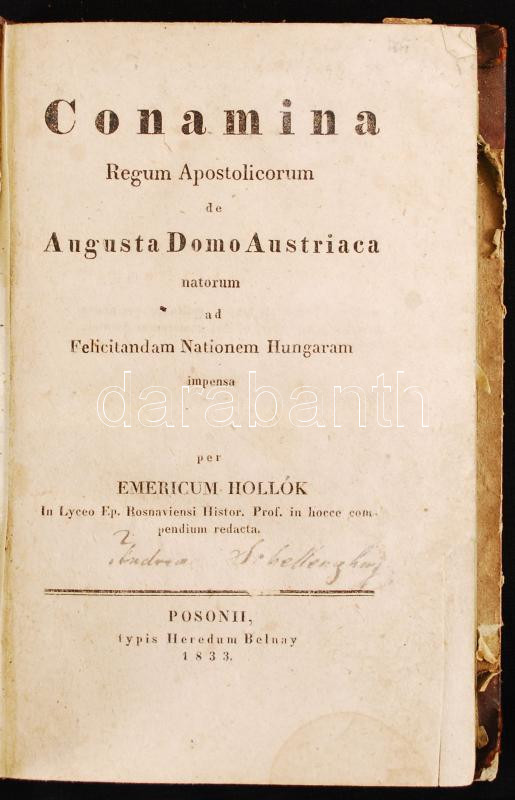 Conamina
Regum Apostolicorum
de
Augusta Domo Austriaca
natorum
ad
Felicitandam Nationem Hungaram
impensa
darabanth
per
EMERICUM HOLLÓK
In Lyceo Ep. Rosnaviensi Histor. Prof. in hocce com-
pendium redacta.
Andrea
POSONII,
typis Heredum Belnay
1833.